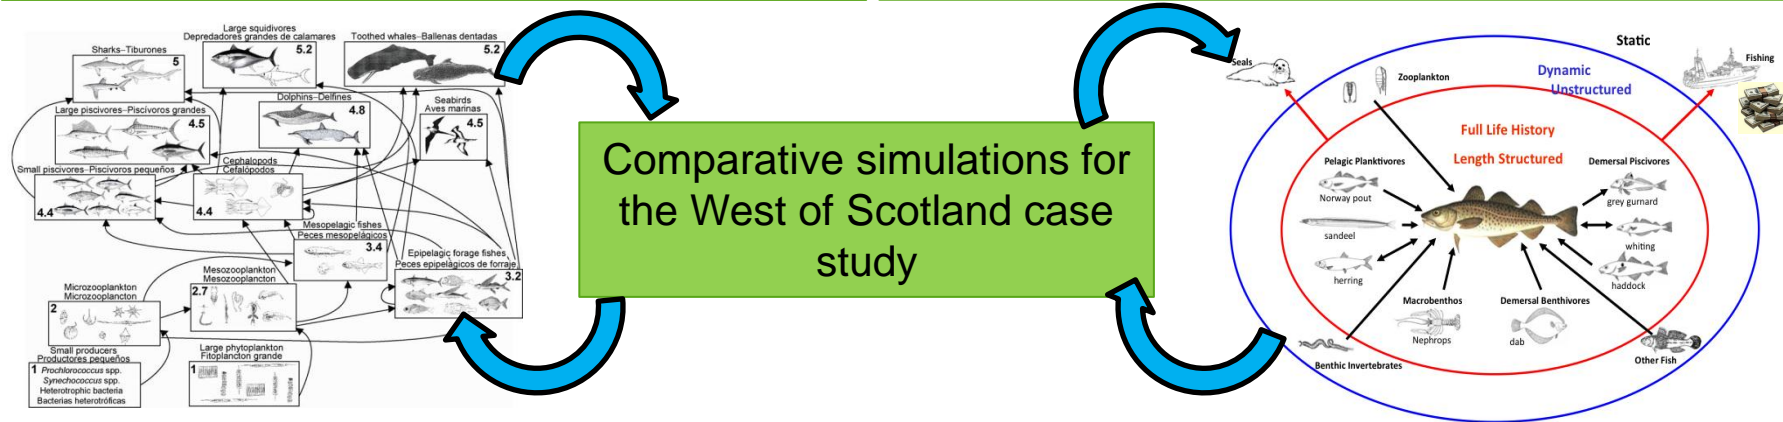 Large squidivores
Depredadores grandes de calamares
5.2
Toothed whales–Ballenas dentadas
5.2
Sharks–Tiburones
5
Dolphins–Delfines
4.8
Seabirds
Aves marinas
4.5
Large piscivores–Piscívoros grandes
4.5
Cephalopods
Cefalópodos
4.4
Small piscivores–Piscívoros pequeños
4.4
Mesopelagic fishes
Peces mesopelágicos
3.4
Epipelagic forage fishes
Peces epipelágicos de forraje
3.2
Mesozooplankton
Mesozooplancton
2.7
Microzooplankton
Microzooplancton
2
Small producers
Productores pequeños
1 Prochlorococcus spp.
Synechococcus spp.
Heterotrophic bacteria
Bacterias heterotróficas
Large phytoplankton
Fitoplancton grande
1
Comparative simulations for
the West of Scotland case
study
Static
Seals
Zooplankton
Dynamic
Unstructured
Fishing
Full Life History
Length Structured
Pelagic Planktivores
Demersal Piscivores
Norway pout
grey gurnard
sandeel
whiting
herring
haddock
Macrobenthos
Demersal Benthivores
Nephrops
dab
Benthic Invertebrates
Other Fish